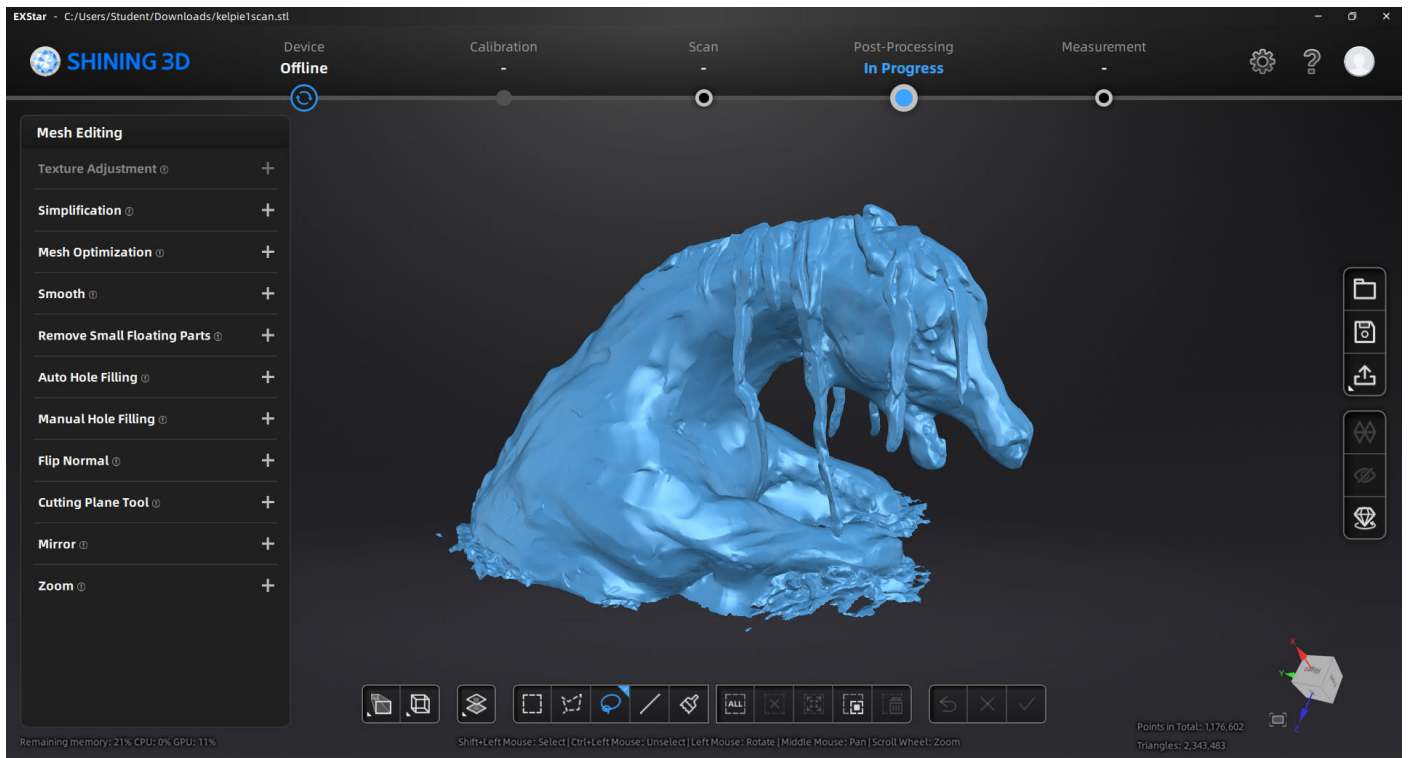 EXStar - C:/Users/Student/Downloads/kelpie1scan.stl
SHINING 3D
Device
Offline
Calibration
-
Scan
-
Post-Processing
In Progress
Measurement
-
Mesh Editing
Texture Adjustment
Simplification
Mesh Optimization
Smooth
Remove Small Floating Parts
Auto Hole Filling
Manual Hole Filling
Flip Normal
Cutting Plane Tool
Mirror
Zoom
ALL
X
Y
Z
Points in Total: 1,176,602
Triangles: 2,343,483
Remaining memory: 21% CPU: 0% GPU: 11%
Shift+Left Mouse: Select|Ctrl+Left Mouse: Unselect|Left Mouse: Rotate|Middle Mouse: Pan|Scroll Wheel: Zoom